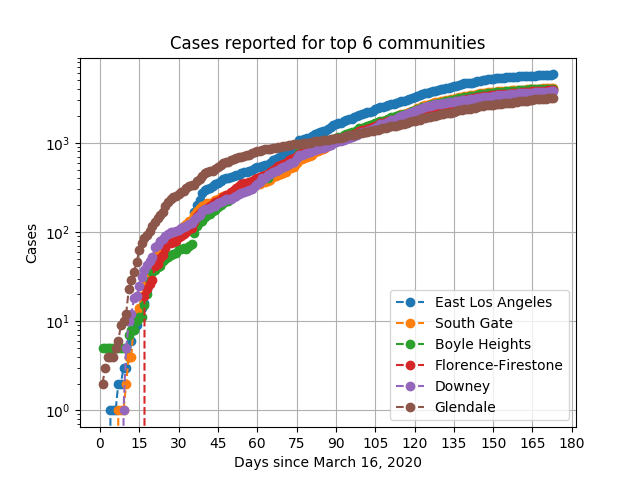 Cases reported for top 6 communities
Cases
10³
10²
10¹
10⁰
East Los Angeles
South Gate
Boyle Heights
Florence-Firestone
Downey
Glendale
0 15 30 45 60 75 90 105 120 135 150 165 180
Days since March 16, 2020